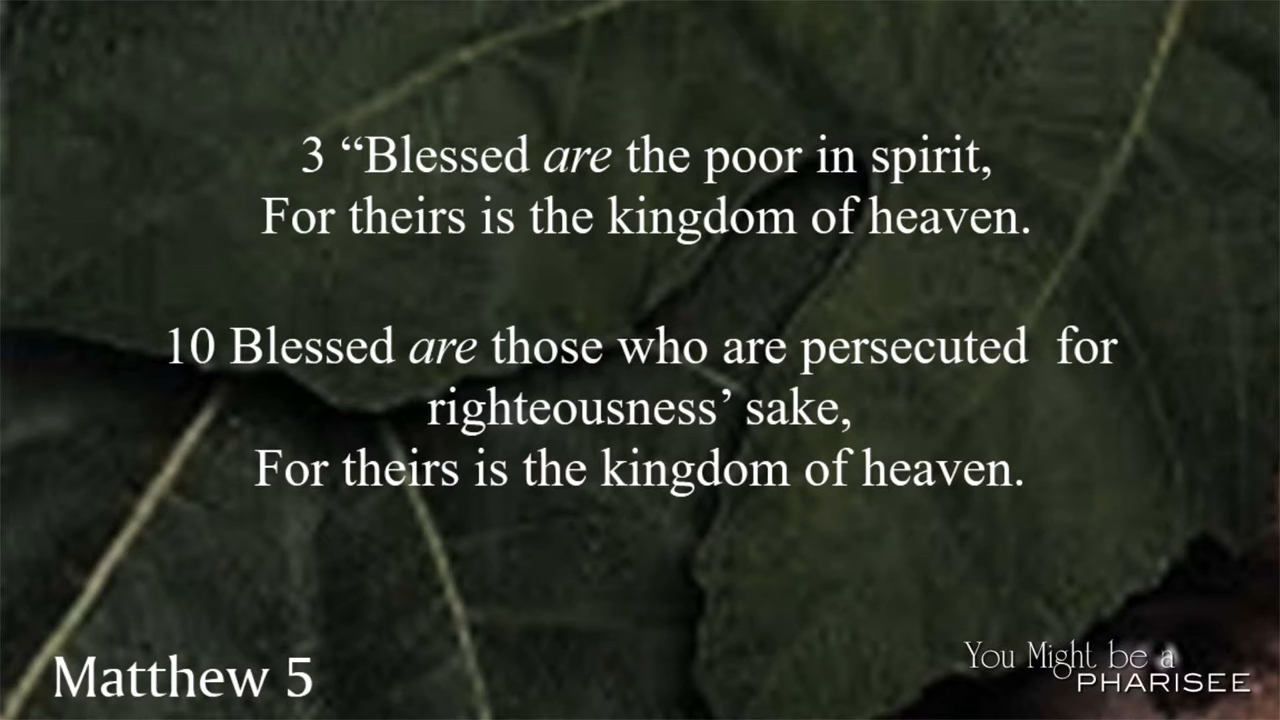 3 “Blessed are the poor in spirit,
For theirs is the kingdom of heaven.
10 Blessed are those who are persecuted  for
righteousness’ sake,
For theirs is the kingdom of heaven.
Matthew 5
You Might be a
PHARISEE